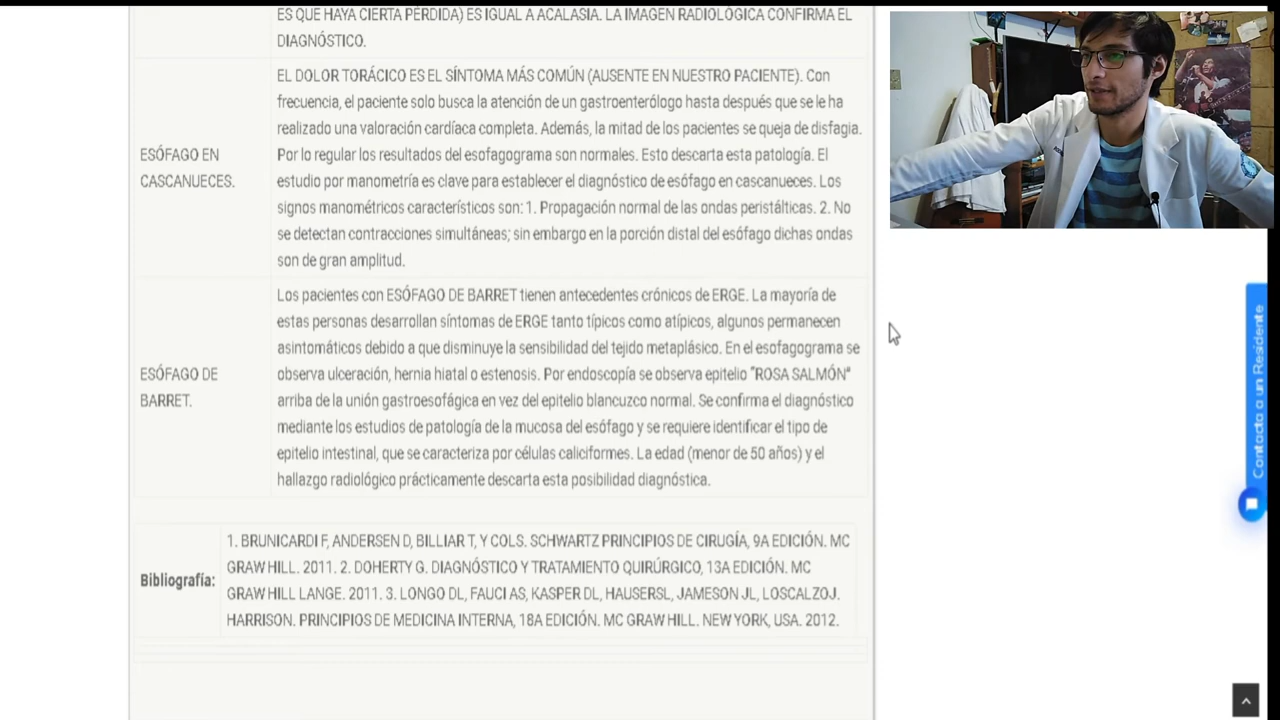 ES QUE HAYA CIERTA PÉRDIDA) ES IGUAL A ACALASIA. LA IMAGEN RADIOLÓGICA CONFIRMA EL
DIAGNÓSTICO.
ESÓFAGO EN
CASCANUECES.
EL DOLOR TORÁCICO ES EL SÍNTOMA MÁS COMÚN (AUSENTE EN NUESTRO PACIENTE). Con
frecuencia, el paciente solo busca la atención de un gastroenterólogo hasta después que se le ha
realizado una valoración cardíaca completa. Además, la mitad de los pacientes se queja de disfagia.
Por lo regular los resultados del esofagograma son normales. Esto descarta esta patología. El
estudio por manometría es clave para establecer el diagnóstico de esófago en cascanueces. Los
signos manométricos característicos son: 1. Propagación normal de las ondas peristálticas. 2. No
se detectan contracciones simultáneas; sin embargo en la porción distal del esófago dichas ondas
son de gran amplitud.
ESÓFAGO DE
BARRET.
Los pacientes con ESÓFAGO DE BARRET tienen antecedentes crónicos de ERGE. La mayoría de
estas personas desarrollan síntomas de ERGE tanto típicos como atípicos, algunos permanecen
asintomáticos debido a que disminuye la sensibilidad del tejido metaplásico. En el esofagograma se
observa ulceración, hernia hiatal o estenosis. Por endoscopía se observa epitelio "ROSA SALMÓN"
arriba de la unión gastroesofágica en vez del epitelio blancuzco normal. Se confirma el diagnóstico
mediante los estudios de patología de la mucosa del esófago y se requiere identificar el tipo de
epitelio intestinal, que se caracteriza por células caliciformes. La edad (menor de 50 años) y el
hallazgo radiológico prácticamente descarta esta posibilidad diagnóstica.
Bibliografía:
1. BRUNICARDI F, ANDERSEN D, BILLIAR T, Y COLS. SCHWARTZ PRINCIPIOS DE CIRUGÍA, 9A EDICIÓN. MC
GRAW HILL. 2011. 2. DOHERTY G. DIAGNÓSTICO Y TRATAMIENTO QUIRÚRGICO, 13A EDICIÓN. MC
GRAW HILL LANGE. 2011. 3. LONGO DL, FAUCI AS, KASPER DL, HAUSERSL, JAMESON JL, LOSCALZOJ.
HARRISON. PRINCIPIOS DE MEDICINA INTERNA, 18A EDICIÓN. MC GRAW HILL. NEW YORK, USA. 2012.
Contacta a un Residente